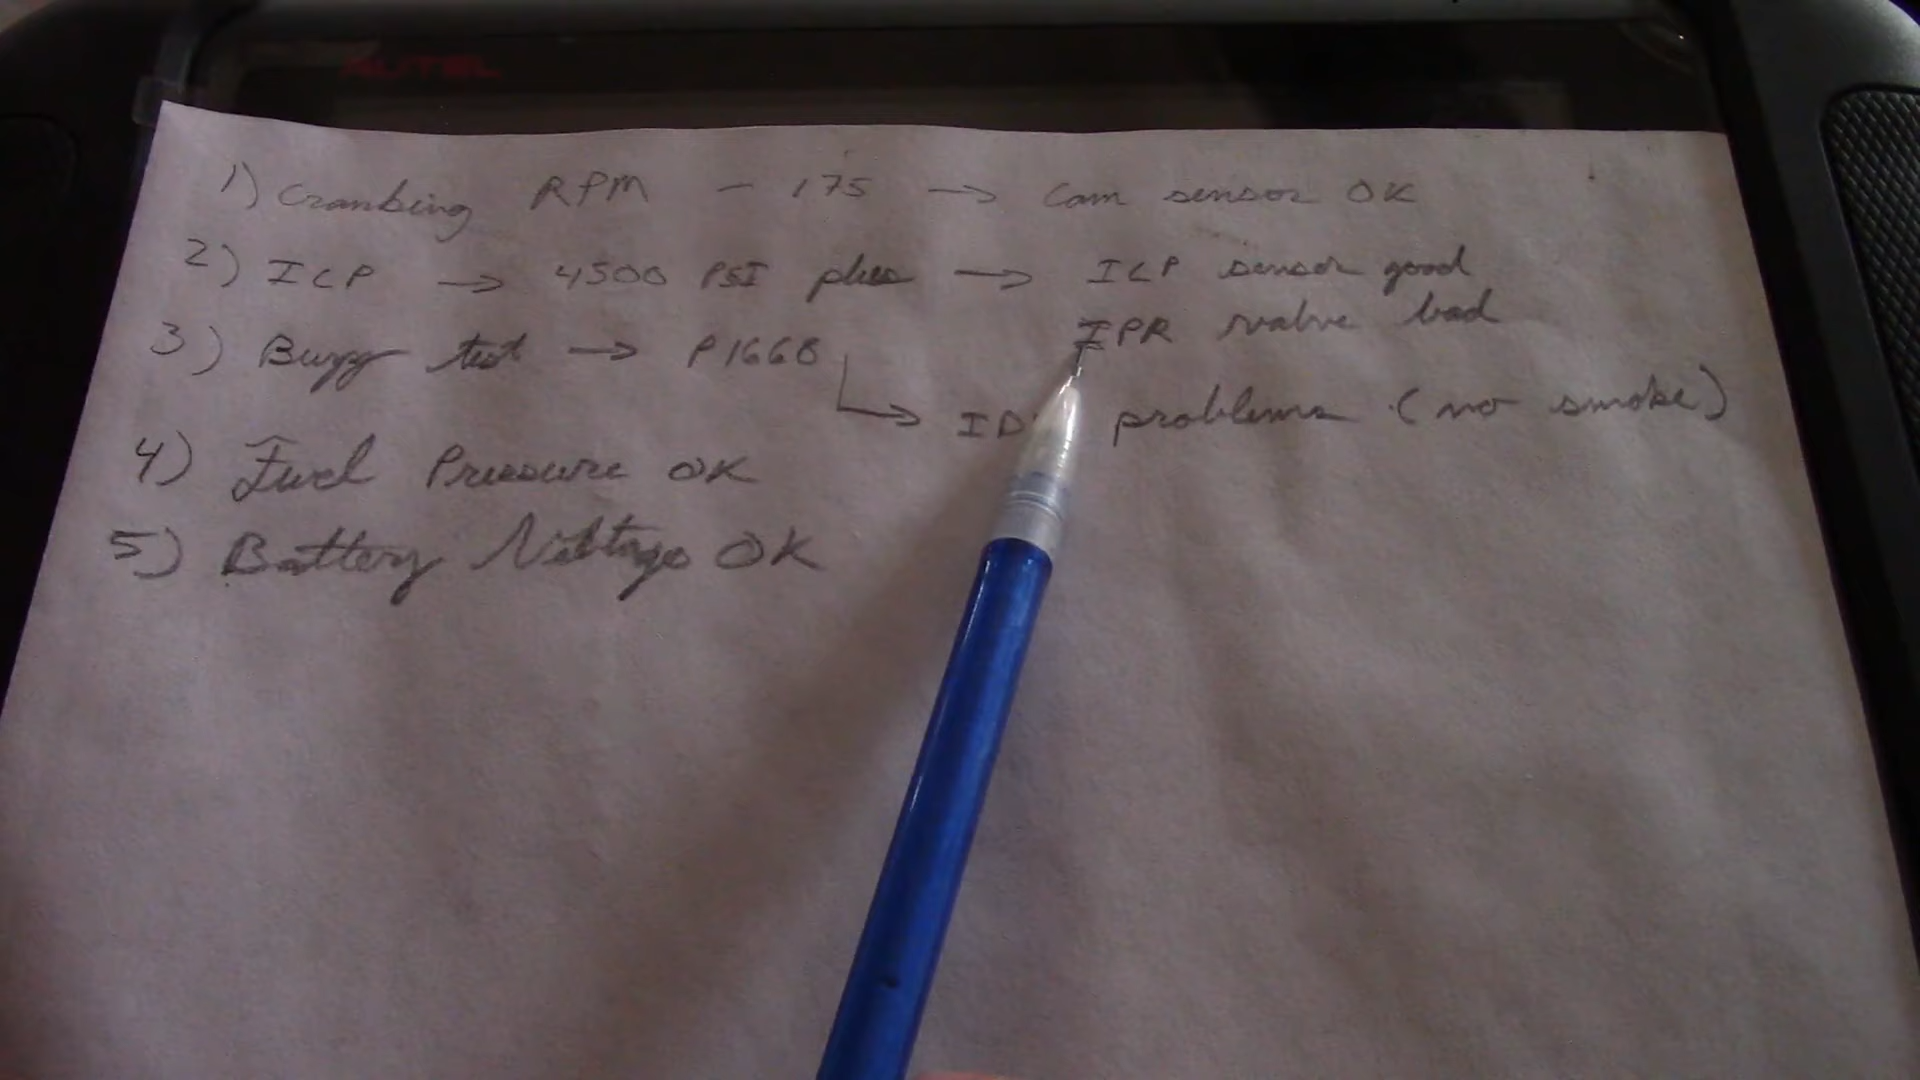 AUTEL
1) Cranking RPM - 175 → Cam sensor OK
2) ICP → 4500 PSI plus → ICP sensor good
IPR valve bad
3) Buzz test → P1668
→ ID problems (no smoke)
4) Fuel Pressure OK
5) Battery Voltage OK